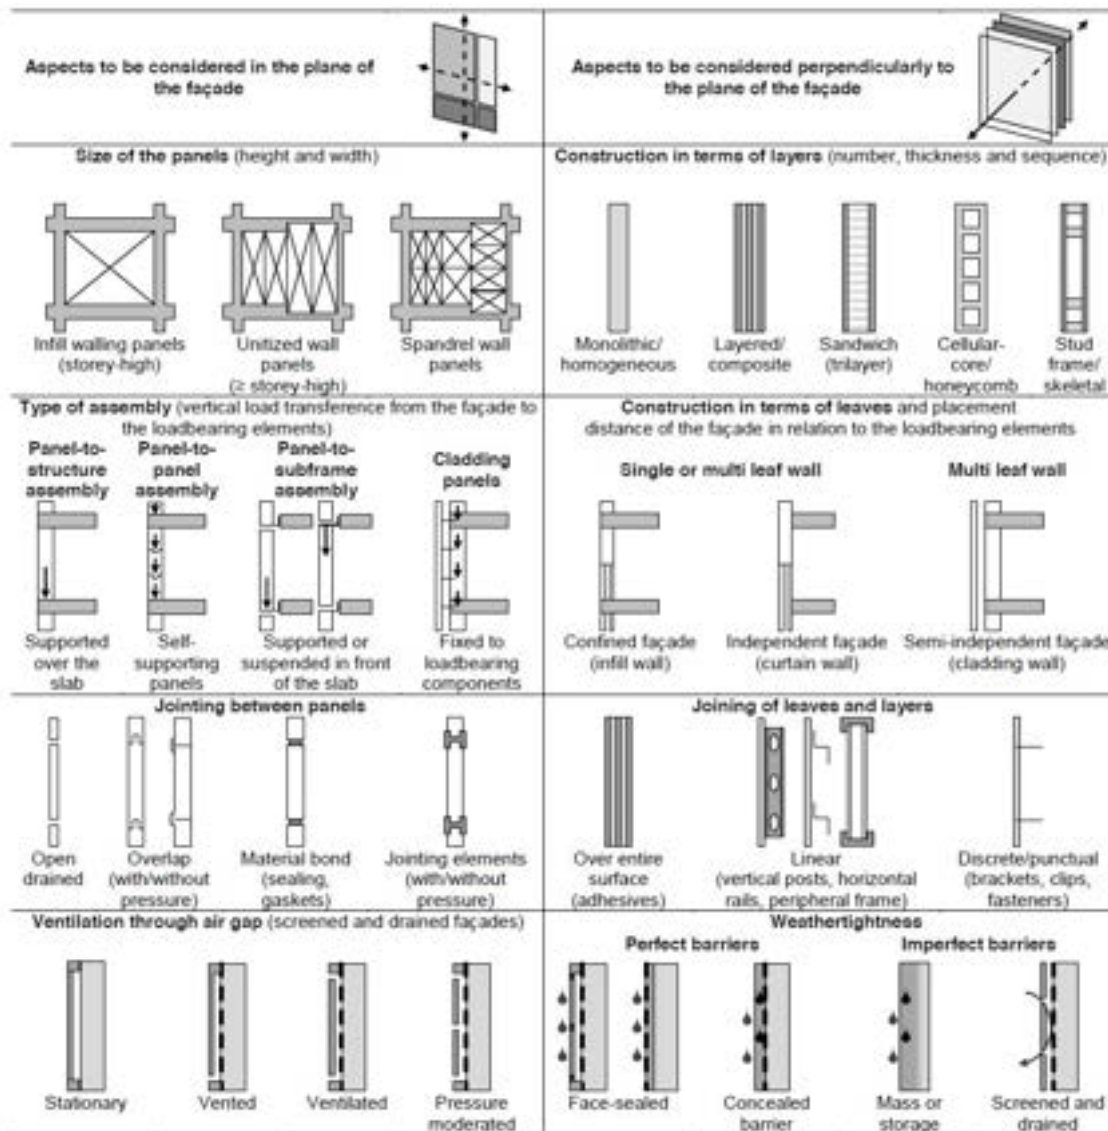 Aspects to be considered in the plane of
the façade
Aspects to be considered perpendicularly to
the plane of the façade
Size of the panels (height and width)
Infill walling panels
(storey-high)
Unitized wall
panels
(≥ storey-high)
Spandrel wall
panels
Construction in terms of layers (number, thickness and sequence)
Monolithic/
homogeneous
Layered/
composite
Sandwich
(trilayer)
Cellular-
core/
honeycomb
Stud
frame/
skeletal
Type of assembly (vertical load transference from the façade to
the loadbearing elements)
Panel-to-
structure
assembly
Panel-to-
panel
assembly
Panel-to-
subframe
assembly
Cladding
panels
Supported
over the
slab
Self-
supporting
panels
Supported or
suspended in front
of the slab
Fixed to
loadbearing
components
Construction in terms of leaves and placement
distance of the façade in relation to the loadbearing elements
Single or multi leaf wall
Multi leaf wall
Confined façade
(infill wall)
Independent façade
(curtain wall)
Semi-independent façade
(cladding wall)
Jointing between panels
Open
drained
Overlap
(with/without
pressure)
Material bond
(sealing,
gaskets)
Jointing elements
(with/without
pressure)
Joining of leaves and layers
Over entire
surface
(adhesives)
Linear
(vertical posts, horizontal
rails, peripheral frame)
Discrete/punctual
(brackets, clips,
fasteners)
Ventilation through air gap (screened and drained façades)
Stationary
Vented
Ventilated
Pressure
moderated
Weathertightness
Perfect barriers
Imperfect barriers
Face-sealed
Concealed
barrier
Mass or
storage
Screened and
drained